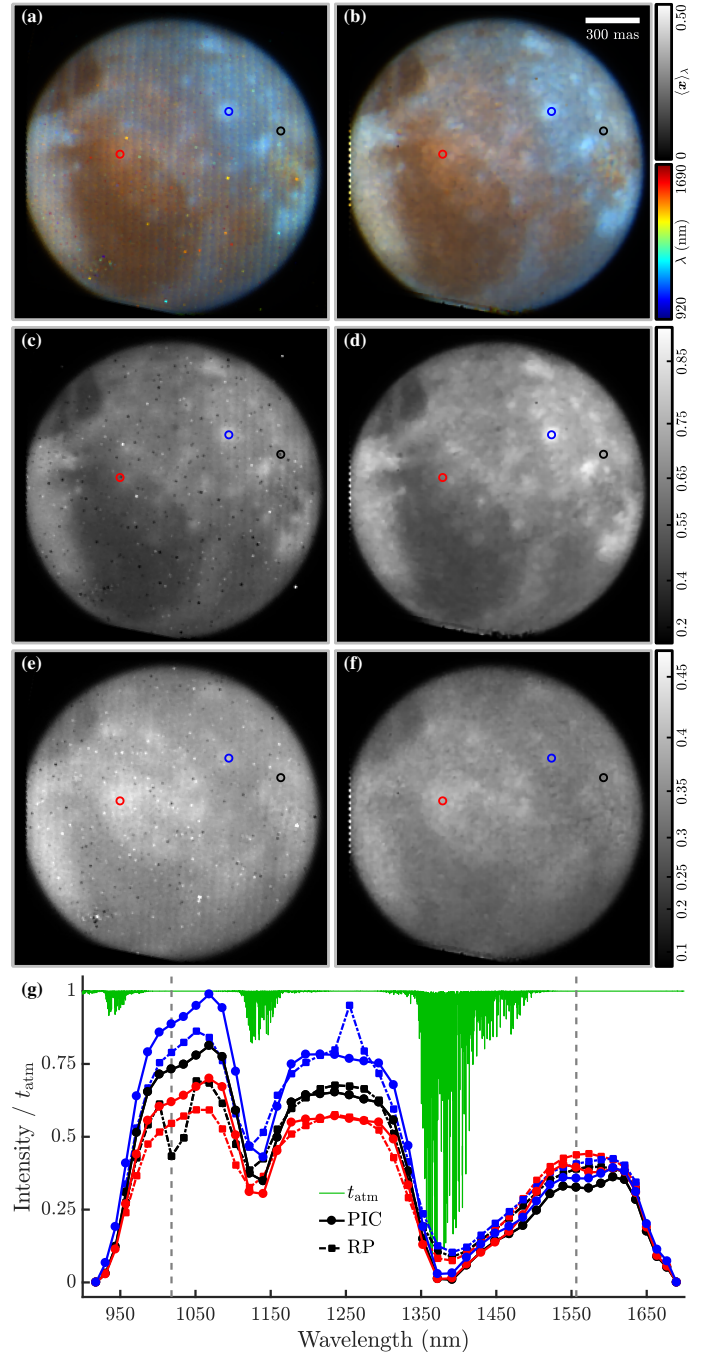 (a)
(b)
300 mas
0.50
⟨x⟩λ
0
1690
λ (nm)
920
(c)
(d)
0.85
0.75
0.65
0.55
0.4
0.2
(e)
(f)
0.45
0.4
0.35
0.3
0.25
0.2
0.1
(g)
1
0.75
0.5
0.25
0
Intensity / tatm
tatm
PIC
RP
950 1050 1150 1250 1350 1450 1550 1650
Wavelength (nm)